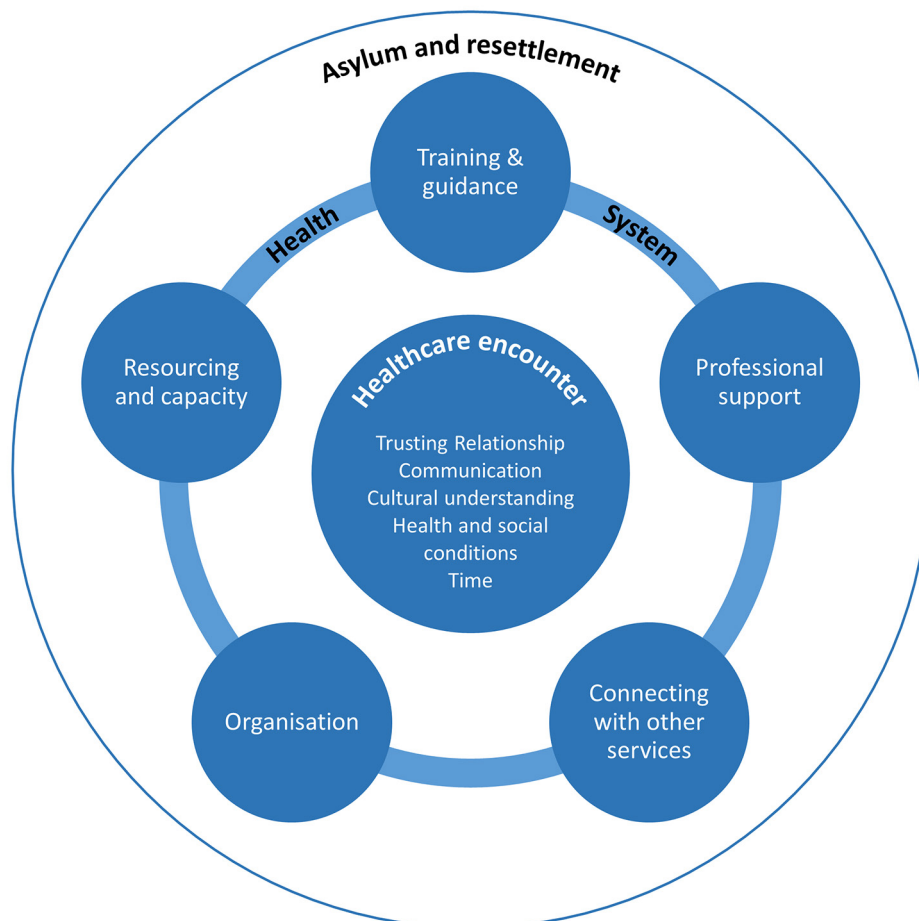 Asylum and resettlement
Training &
guidance
Health
System
Resourcing
and capacity
Professional
support
Healthcare encounter
Trusting Relationship
Communication
Cultural understanding
Health and social
conditions
Time
Organisation
Connecting
with other
services